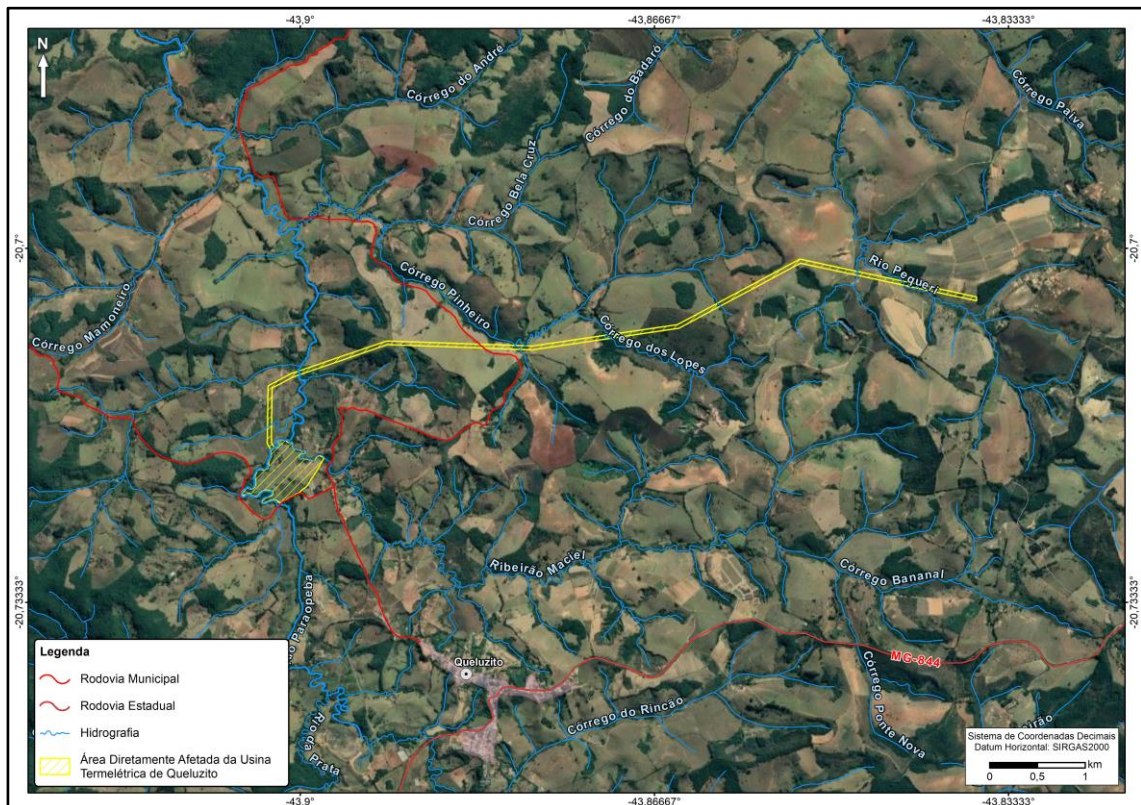 -43,9°
-43,86667°
-43,83333°
N
Córrego do André
Córrego do Badaró
Córrego Paiva
Córrego Bela Cruz
-20,7°
-20,7°
Rio Pequeri
Córrego Pinheiro
Córrego Mamoneiro
Córrego dos Lopes
Ribeirão Maciel
Córrego Bananal
-20,73333°
-20,73333°
Paraopeba
MG-844
Queluzito
Córrego do Rincão
Córrego Ponte Nova
Rio da
Prata
Legenda
Rodovia Municipal
Rodovia Estadual
Hidrografia
Área Diretamente Afetada da Usina
Termelétrica de Queluzito
Sistema de Coordenadas Decimais
Datum Horizontal: SIRGAS2000
km
0 0,5 1
-43,9°
-43,86667°
-43,83333°